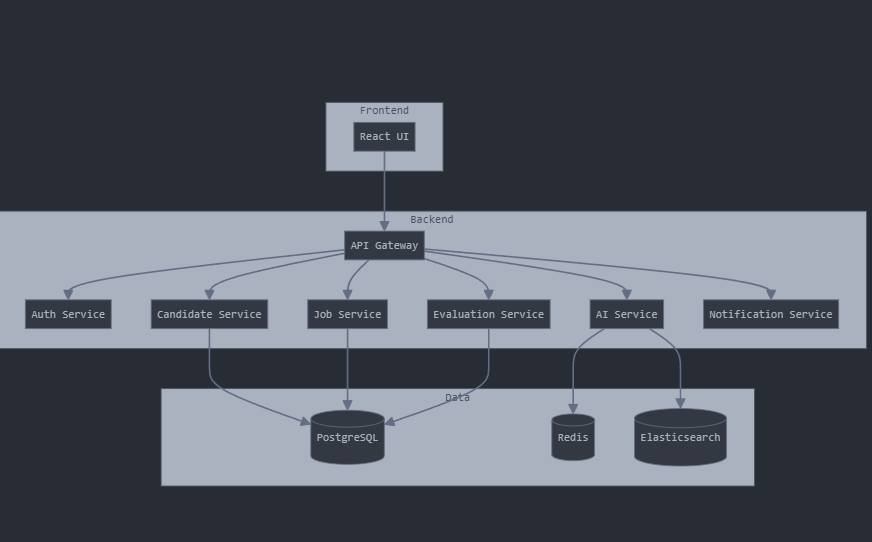 Frontend
React UI
Backend
API Gateway
Auth Service
Candidate Service
Job Service
Evaluation Service
AI Service
Notification Service
Data
PostgreSQL
Redis
Elasticsearch